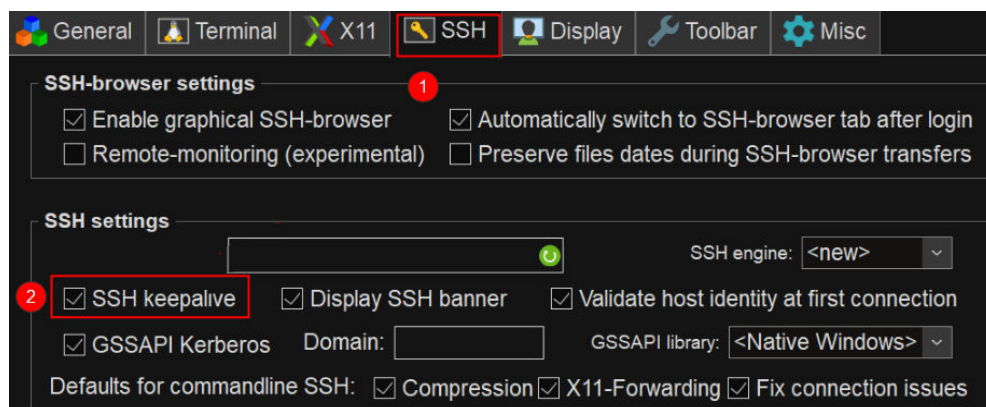 General Terminal X11 SSH Display Toolbar Misc
1
SSH-browser settings
Enable graphical SSH-browser Automatically switch to SSH-browser tab after login
Remote-monitoring (experimental) Preserve files dates during SSH-browser transfers
SSH settings
SSH engine: <new>
2 SSH keepalive Display SSH banner Validate host identity at first connection
GSSAPI Kerberos Domain: GSSAPI library: <Native Windows>
Defaults for commandline SSH: Compression X11-Forwarding Fix connection issues